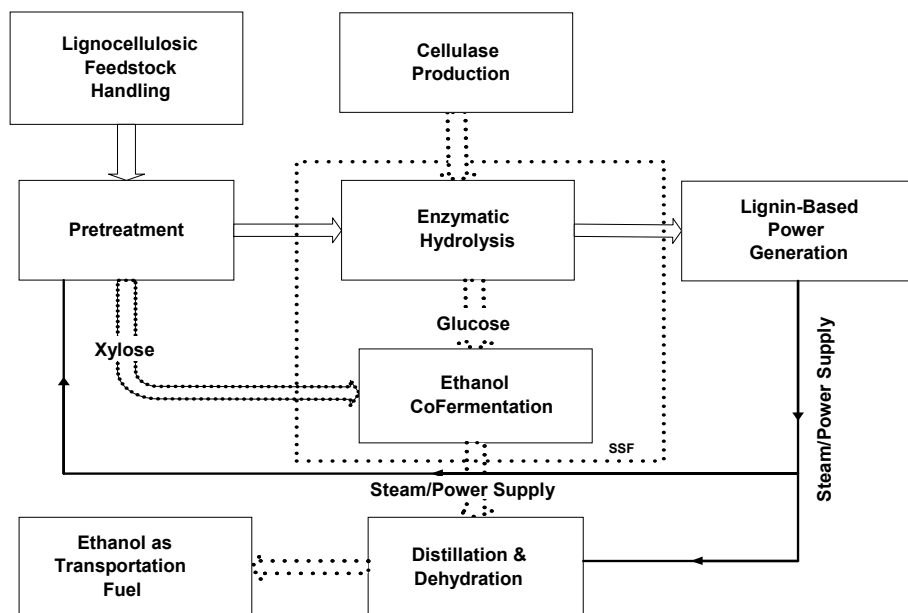 Lignocellulosic
Feedstock
Handling
Cellulase
Production
Pretreatment
Enzymatic
Hydrolysis
Lignin-Based
Power
Generation
Glucose
Xylose
Ethanol
CoFermentation
SSF
Steam/Power Supply
Steam/Power Supply
Ethanol as
Transportation
Fuel
Distillation &
Dehydration